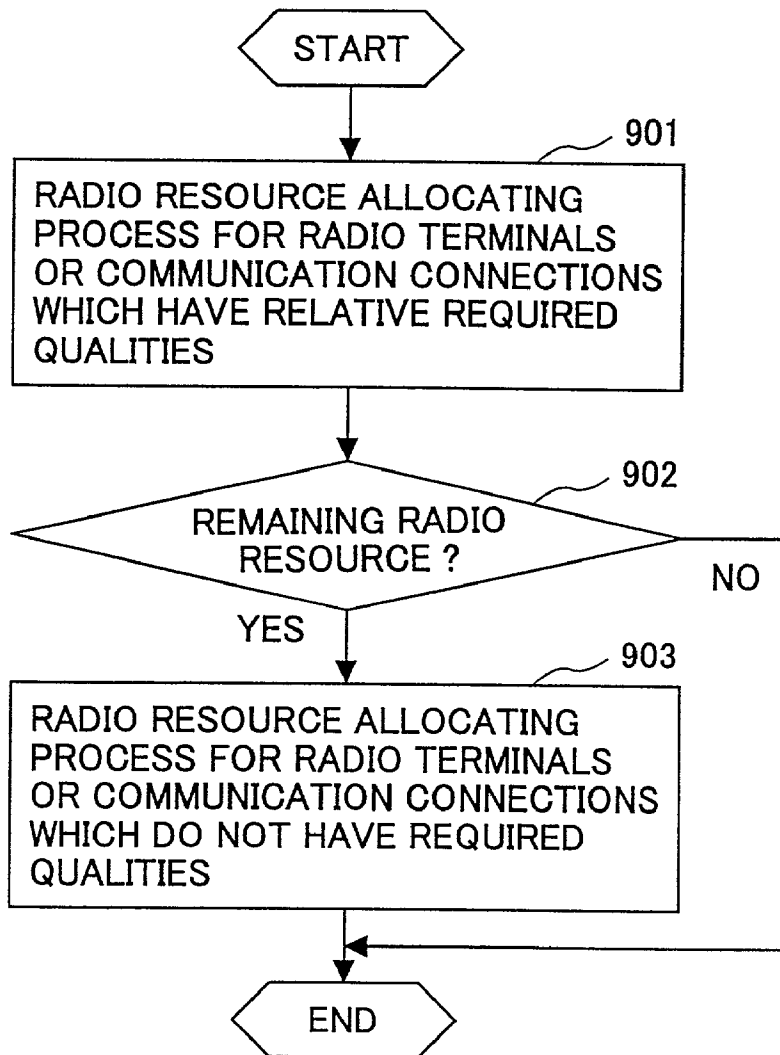 START
901
RADIO RESOURCE ALLOCATING
PROCESS FOR RADIO TERMINALS
OR COMMUNICATION CONNECTIONS
WHICH HAVE RELATIVE REQUIRED
QUALITIES
902
REMAINING RADIO
RESOURCE ?
NO
YES
903
RADIO RESOURCE ALLOCATING
PROCESS FOR RADIO TERMINALS
OR COMMUNICATION CONNECTIONS
WHICH DO NOT HAVE REQUIRED
QUALITIES
END